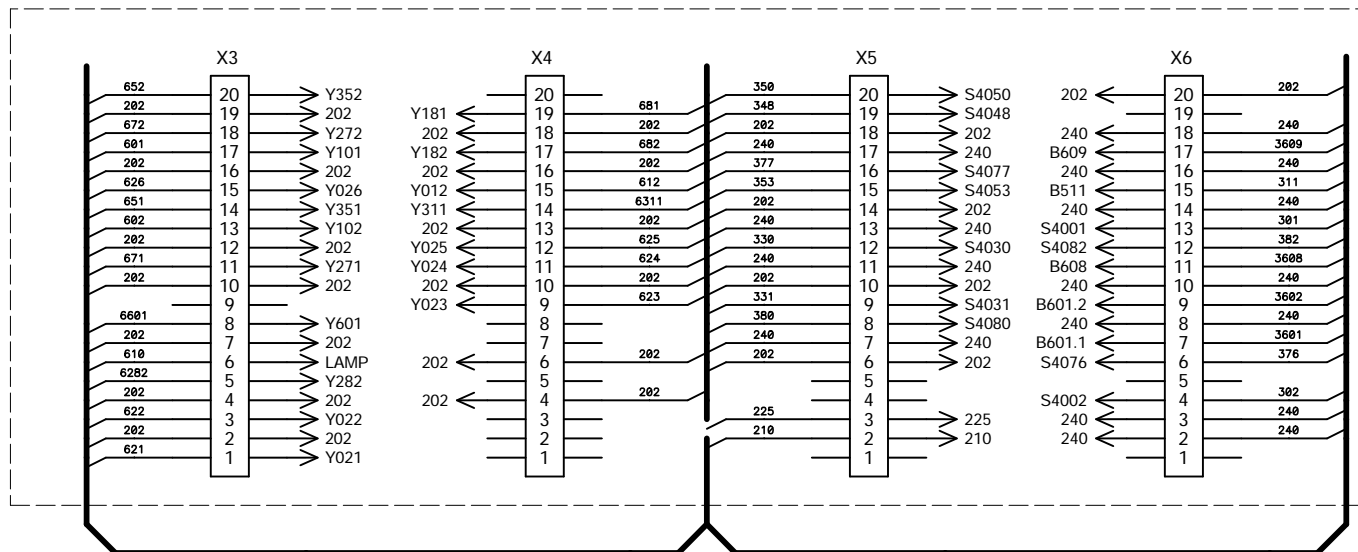 X3 X4 X5 X6
652 20 Y352 20 350 20 S4050 202 20 202
202 19 202 Y181 19 681 348 19 S4048 19
672 18 Y272 202 18 202 202 18 202 240 18 240
601 17 Y101 Y182 17 682 240 17 240 B609 17 3609
202 16 202 202 16 202 377 16 S4077 240 16 240
626 15 Y026 Y012 15 612 353 15 S4053 B511 15 311
651 14 Y351 Y311 14 6311 202 14 202 240 14 240
602 13 Y102 202 13 202 240 13 240 S4001 13 301
202 12 202 Y025 12 625 330 12 S4030 S4082 12 382
671 11 Y271 Y024 11 624 240 11 240 B608 11 3608
202 10 202 202 10 202 202 10 202 240 10 240
9 Y023 9 623 331 9 S4031 B601.2 9 3602
6601 8 Y601 8 380 8 S4080 240 8 240
202 7 202 7 240 7 240 B601.1 7 3601
610 6 LAMP 202 6 202 202 6 202 S4076 6 376
6282 5 Y282 5 5 5
202 4 202 202 4 202 4 S4002 4 302
622 3 Y022 3 225 3 225 240 3 240
202 2 202 2 210 2 210 240 2 240
621 1 Y021 1 1 1